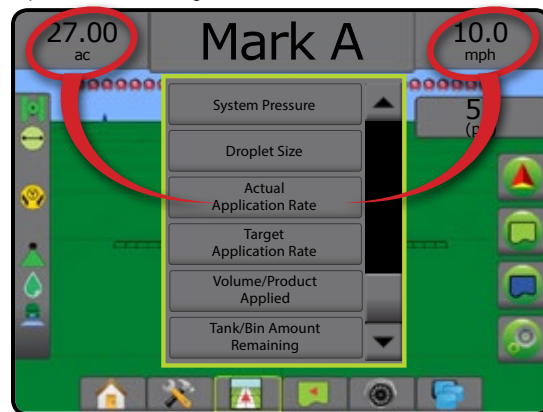 27.00
ac
Mark A
10.0
mph
System Pressure
Droplet Size
Actual
Application Rate
Target
Application Rate
Volume/Product
Applied
Tank/Bin Amount
Remaining
5